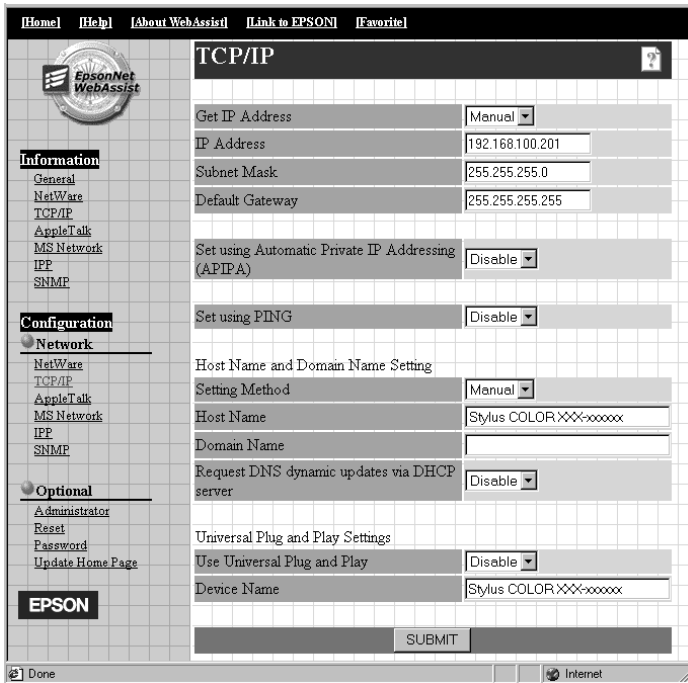 [Home] [Help] [About WebAssist] [Link to EPSON] [Favorite]
EpsonNet
WebAssist
Information
General
NetWare
TCP/IP
AppleTalk
MS Network
IPP
SNMP
Configuration
Network
NetWare
TCP/IP
AppleTalk
MS Network
IPP
SNMP
Optional
Administrator
Reset
Password
Update Home Page
EPSON
TCP/IP
?
Get IP Address Manual
IP Address 192.168.100.201
Subnet Mask 255.255.255.0
Default Gateway 255.255.255.255
Set using Automatic Private IP Addressing
(APIPA) Disable
Set using PING Disable
Host Name and Domain Name Setting
Setting Method Manual
Host Name Stylus COLOR XXX-xxxxxx
Domain Name
Request DNS dynamic updates via DHCP
server Disable
Universal Plug and Play Settings
Use Universal Plug and Play Disable
Device Name Stylus COLOR XXX-xxxxxx
SUBMIT
Done Internet